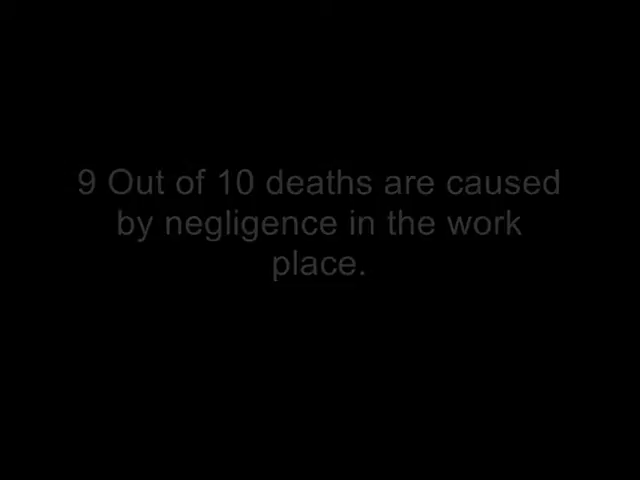 9 Out of 10 deaths are caused
by negligence in the work
place.